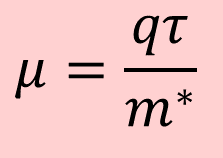 μ = qτ / m*